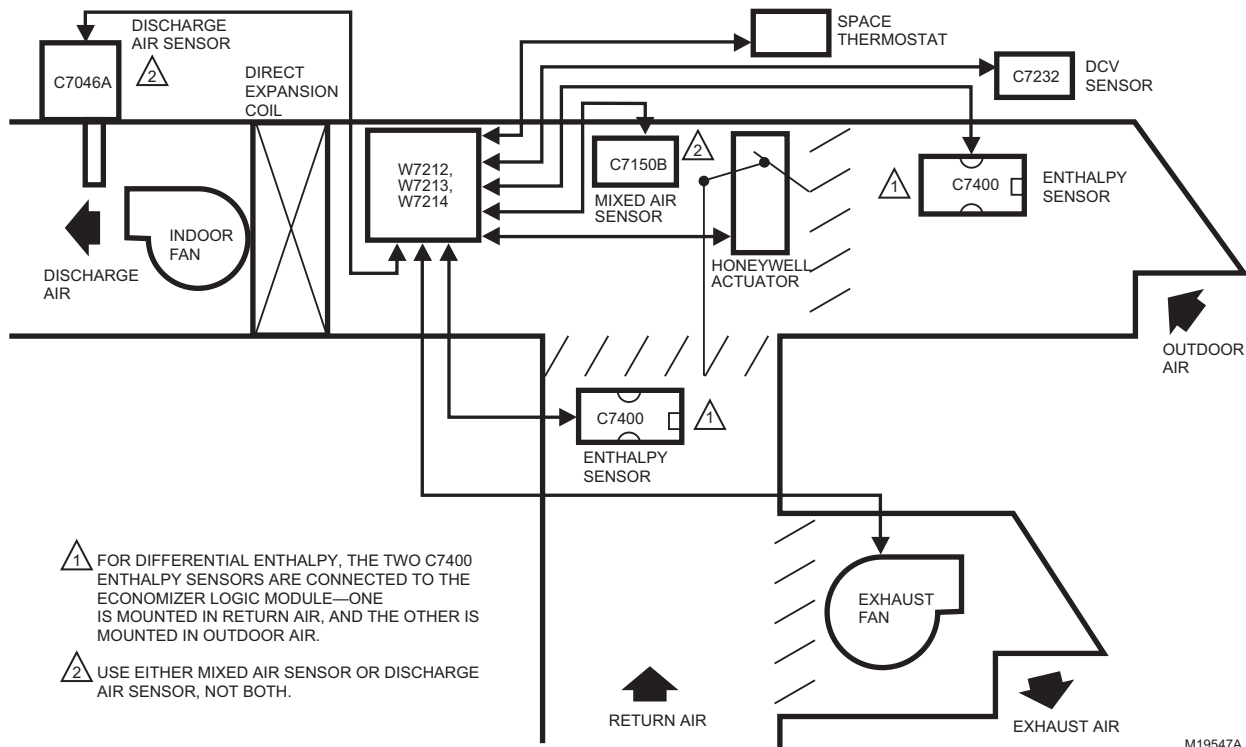 DISCHARGE
AIR SENSOR
C7046A
2
DIRECT
EXPANSION
COIL
SPACE
THERMOSTAT
C7232
DCV
SENSOR
W7212,
W7213,
W7214
C7150B
2
MIXED AIR
SENSOR
HONEYWELL
ACTUATOR
1
C7400
ENTHALPY
SENSOR
INDOOR
FAN
DISCHARGE
AIR
OUTDOOR
AIR
C7400
1
ENTHALPY
SENSOR
1 FOR DIFFERENTIAL ENTHALPY, THE TWO C7400
ENTHALPY SENSORS ARE CONNECTED TO THE
ECONOMIZER LOGIC MODULE—ONE
IS MOUNTED IN RETURN AIR, AND THE OTHER IS
MOUNTED IN OUTDOOR AIR.
2 USE EITHER MIXED AIR SENSOR OR DISCHARGE
AIR SENSOR, NOT BOTH.
EXHAUST
FAN
RETURN AIR
EXHAUST AIR
M19547A